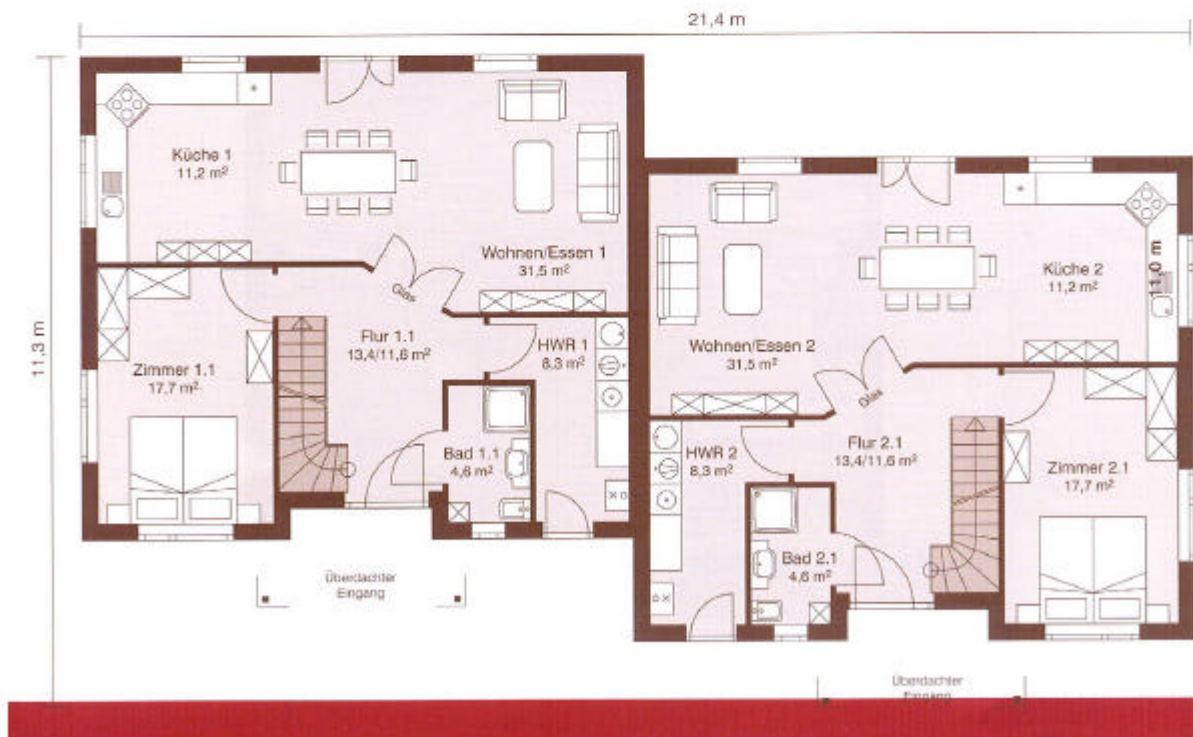 21,4 m
11,3 m
Küche 1
11,2 m²
Wohnen/Essen 1
31,5 m²
Glas
Zimmer 1.1
17,7 m²
Flur 1.1
13,4/11,6 m²
HWR 1
8,3 m²
Bad 1.1
4,6 m²
Überdachter
Eingang
Küche 2
11,2 m²
11,0 m
Wohnen/Essen 2
31,5 m²
Glas
HWR 2
8,3 m²
Flur 2.1
13,4/11,6 m²
Zimmer 2.1
17,7 m²
Bad 2.1
4,6 m²
Überdachter
Eingang